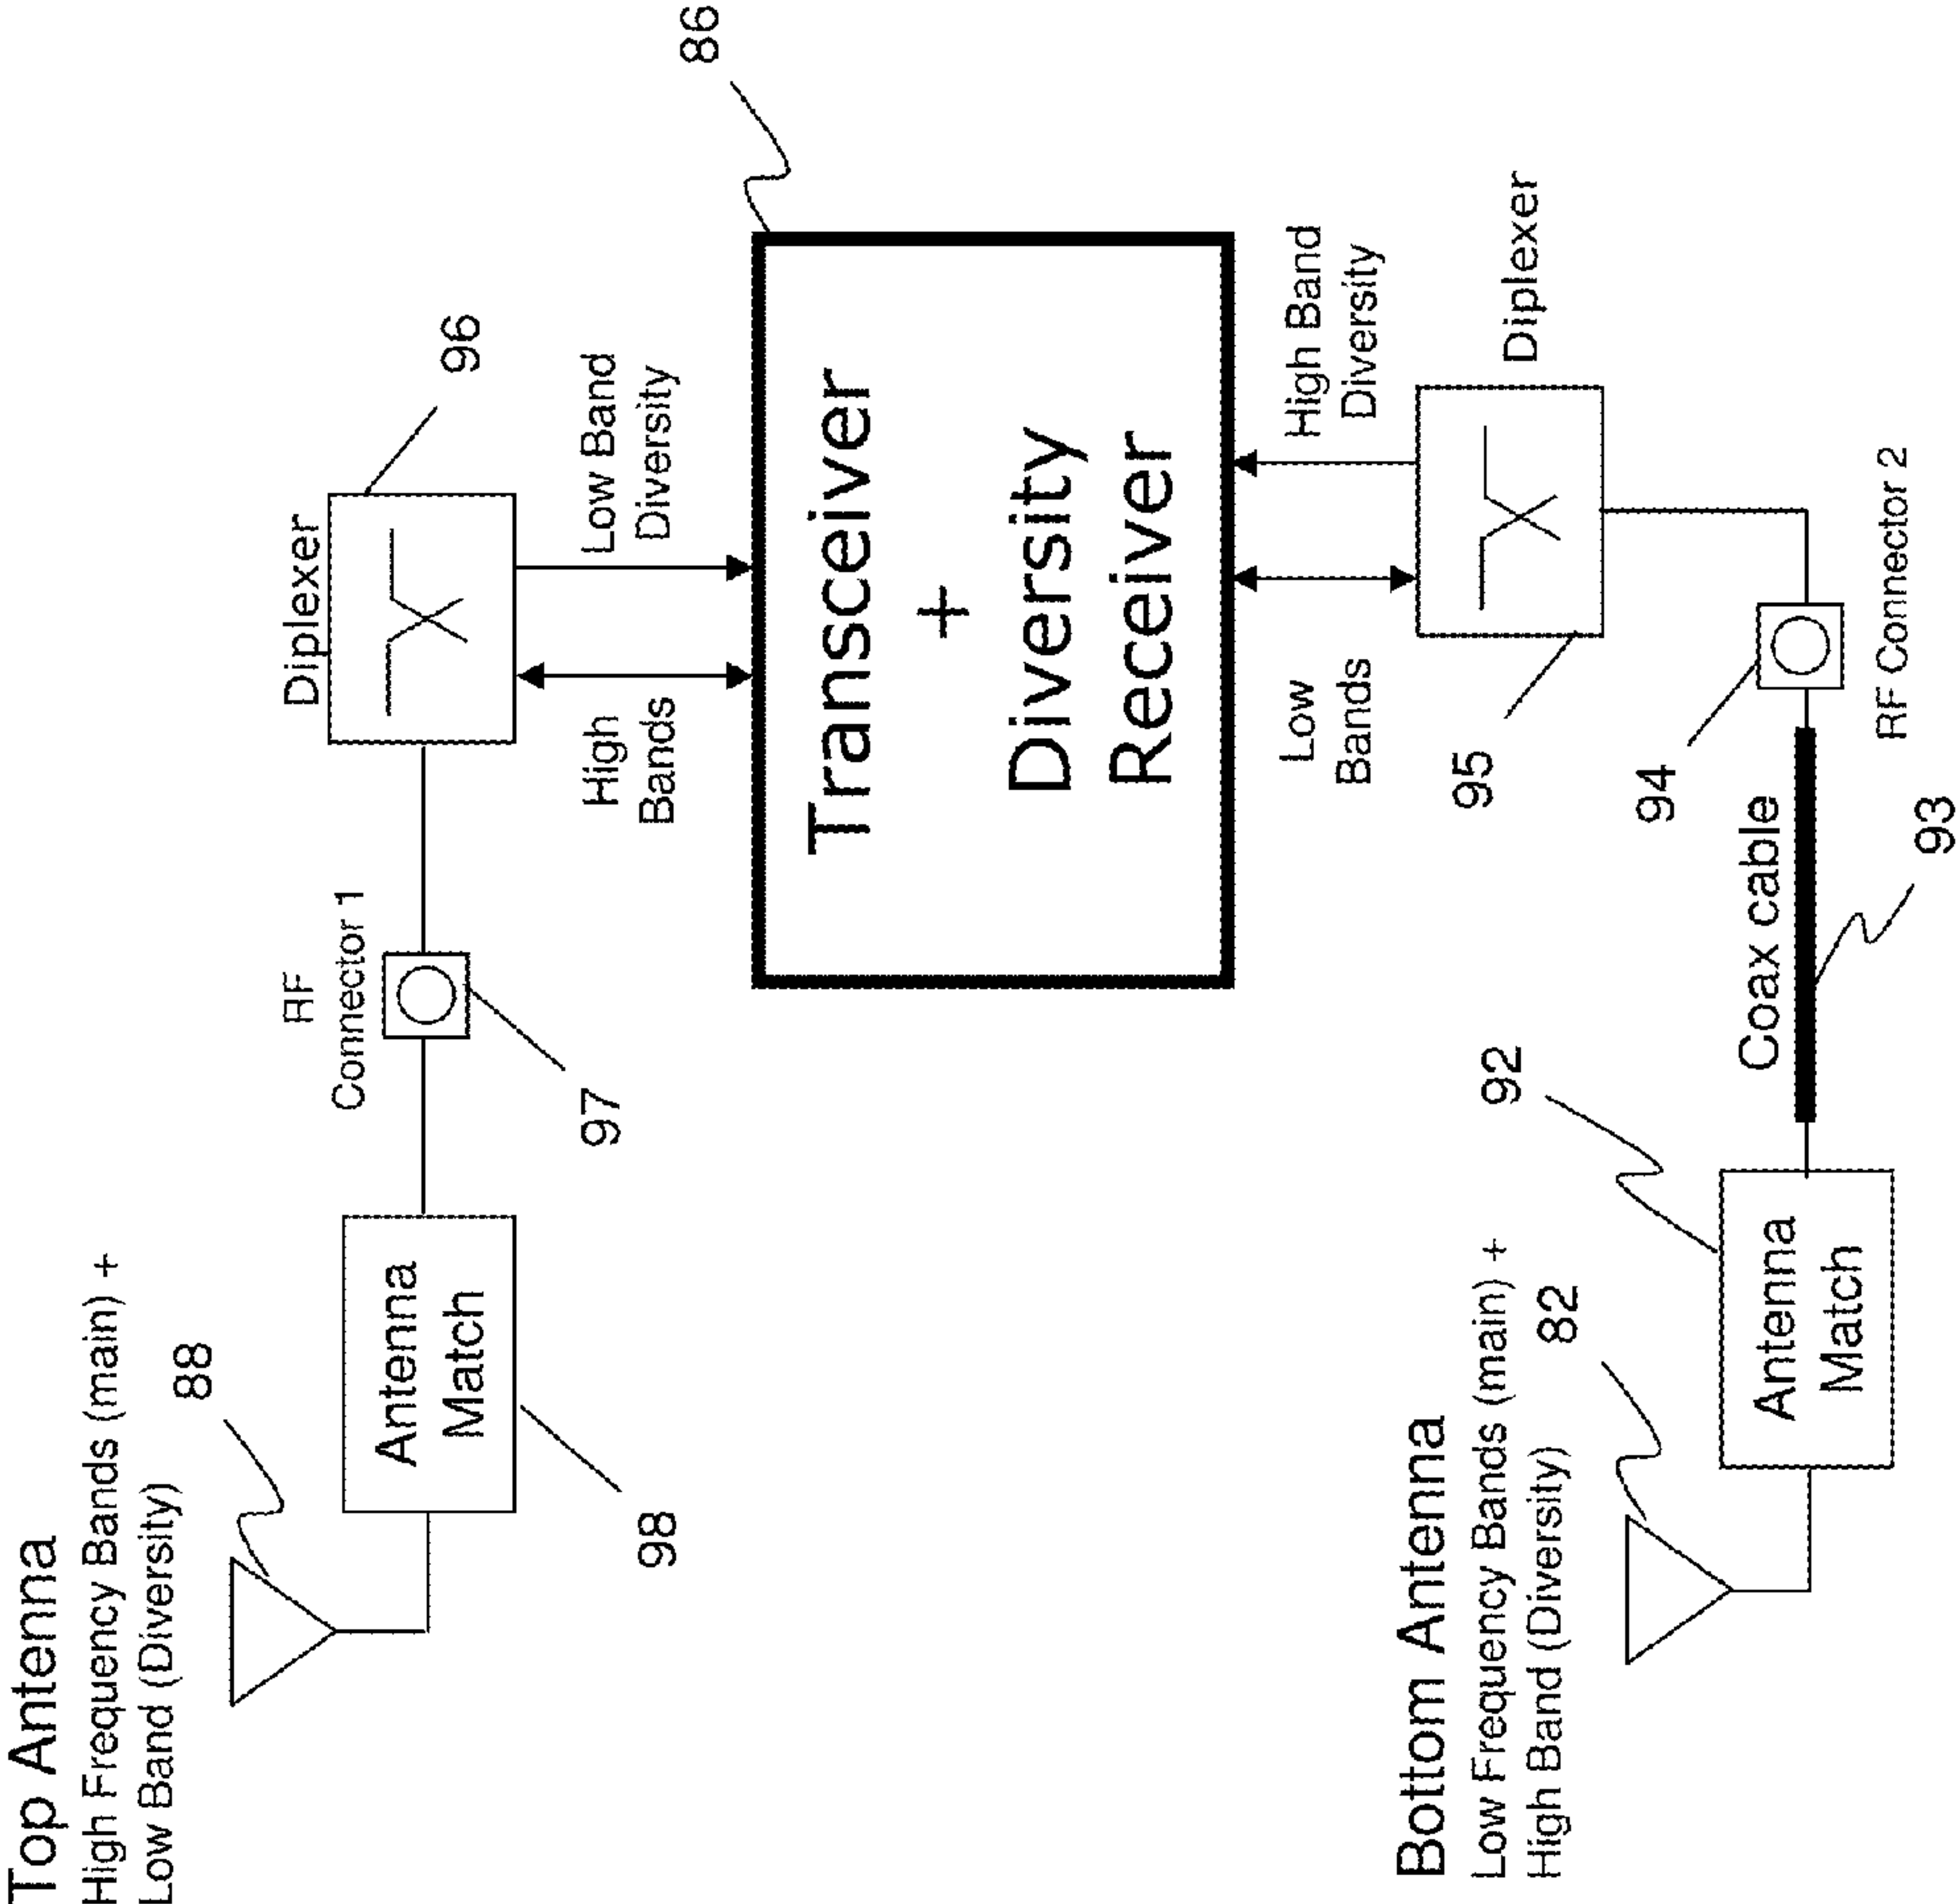 Top Antenna
High Frequency Bands (main) +
Low Band (Diversity)
88
Antenna
Match
98
RF
Connector 1
97
Diplexer
96
High
Bands
Low Band
Diversity
86
Transceiver
+
Diversity
Receiver
Low
Bands
High Band
Diversity
Diplexer
95
94
RF Connector 2
Coax cable
93
92
Bottom Antenna
Low Frequency Bands (main) +
High Band (Diversity)
82
Antenna
Match